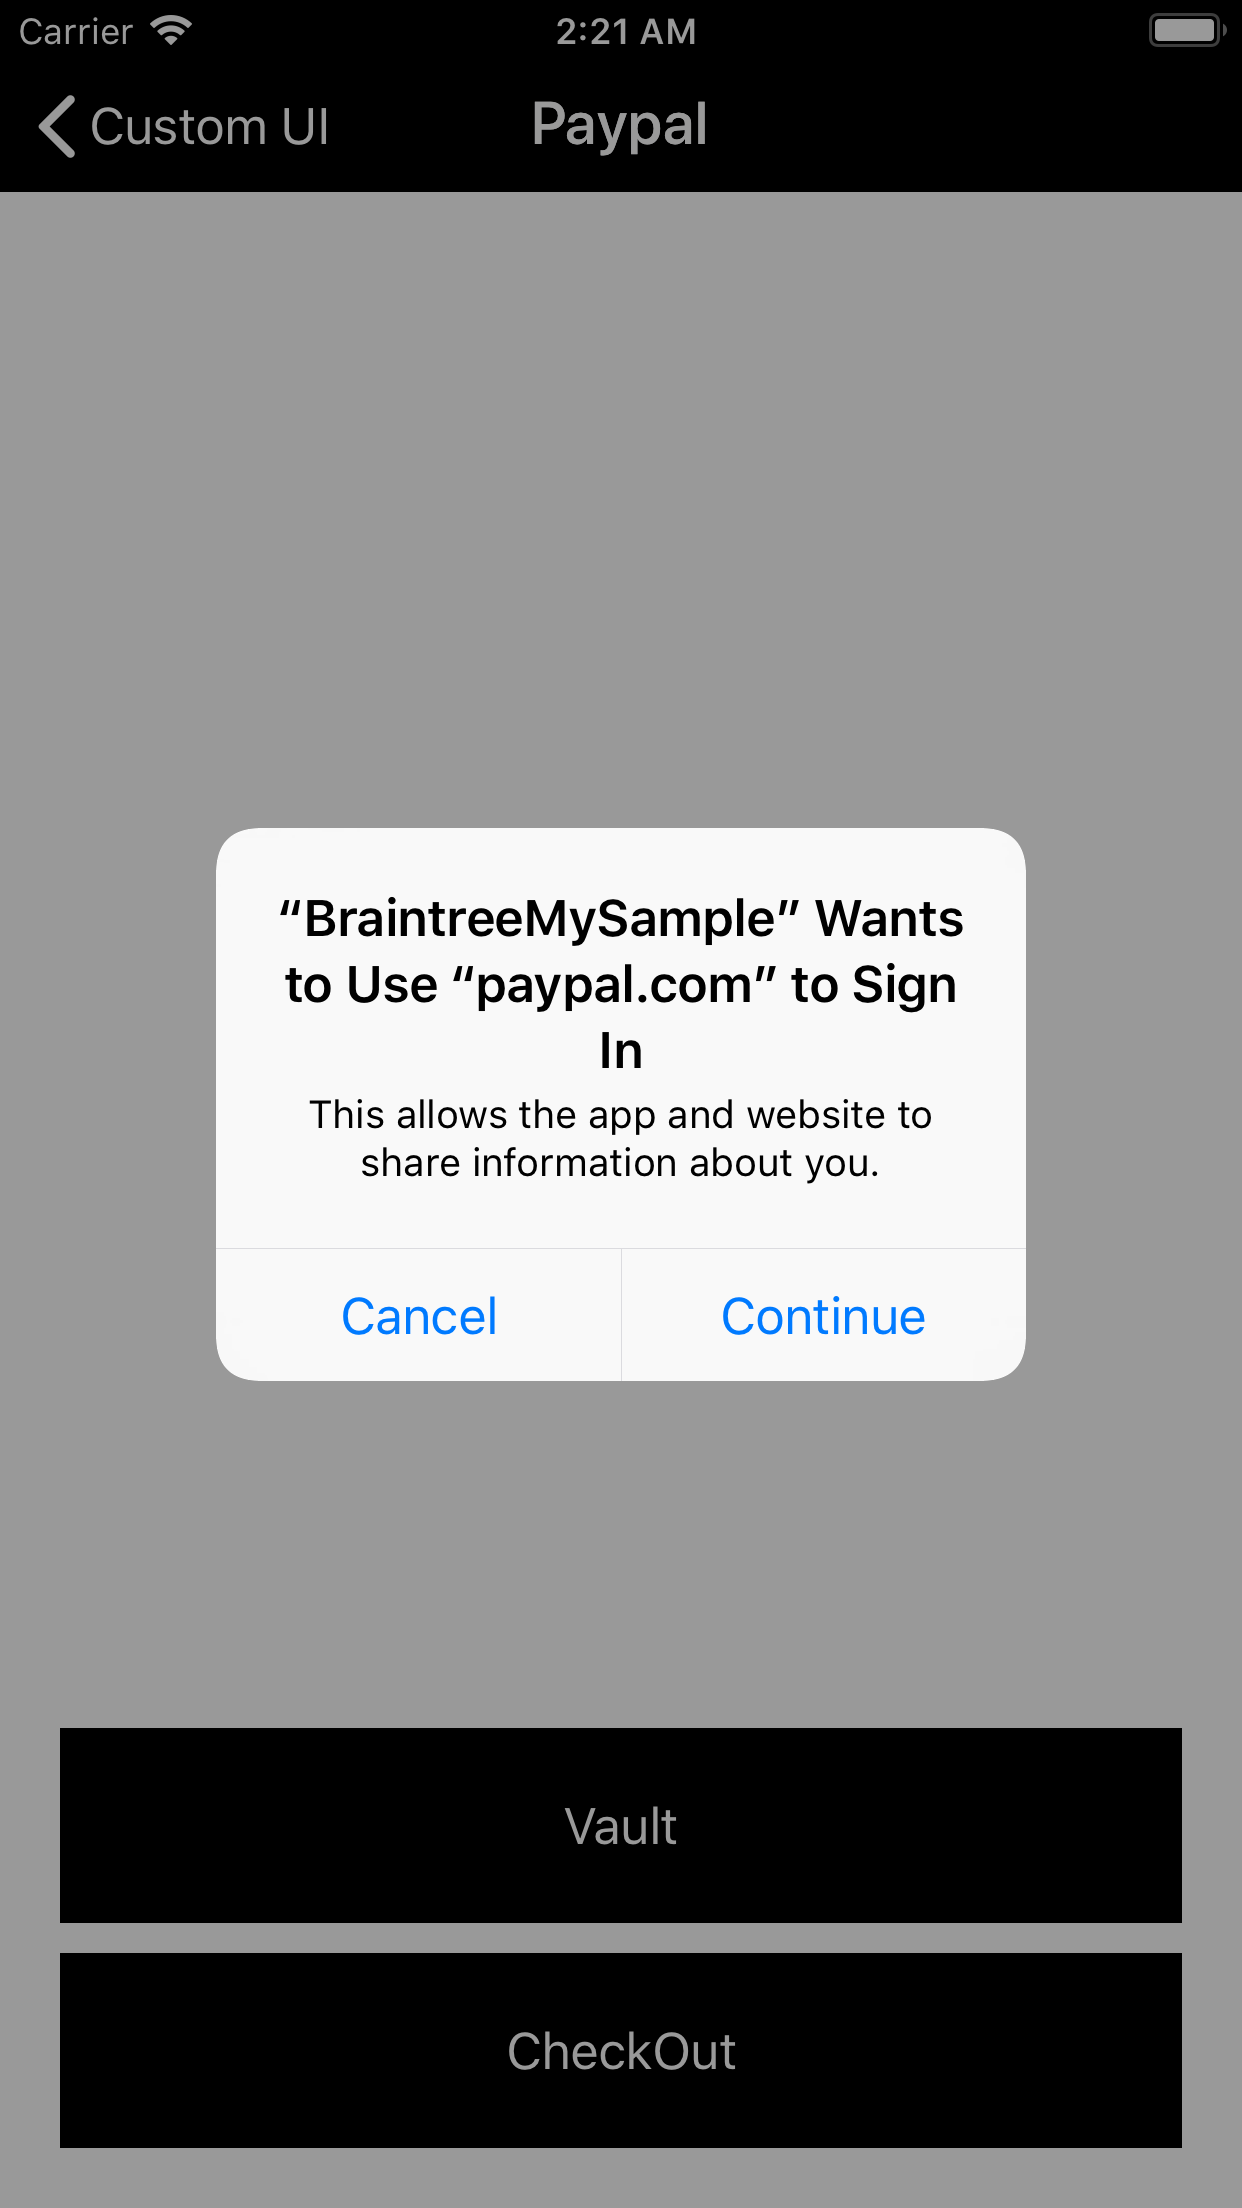 Carrier 2:21 AM
Custom UI Paypal
“BraintreeMySample” Wants
to Use “paypal.com” to Sign
In
This allows the app and website to
share information about you.
Cancel Continue
Vault
CheckOut